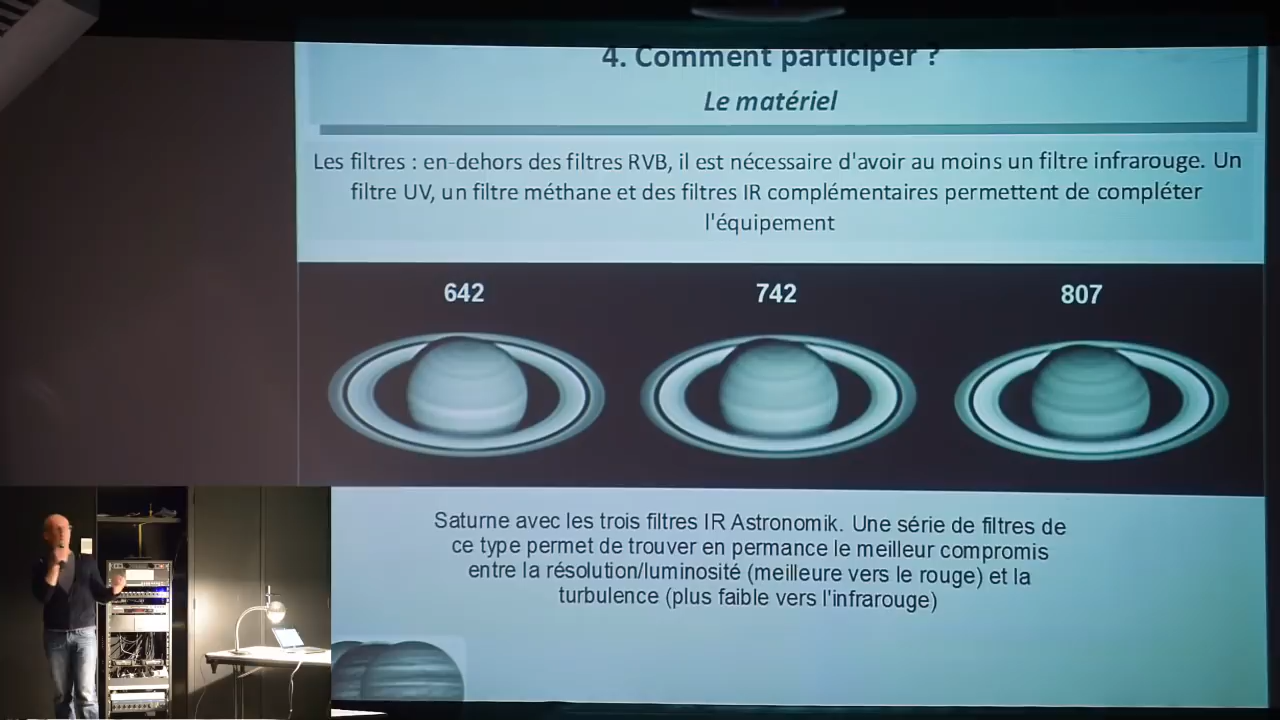 4. Comment participer ?
Le matériel
Les filtres : en-dehors des filtres RVB, il est nécessaire d'avoir au moins un filtre infrarouge. Un
filtre UV, un filtre méthane et des filtres IR complémentaires permettent de compléter
l'équipement
642 742 807
Saturne avec les trois filtres IR Astronomik. Une série de filtres de
ce type permet de trouver en permance le meilleur compromis
entre la résolution/luminosité (meilleure vers le rouge) et la
turbulence (plus faible vers l'infrarouge)